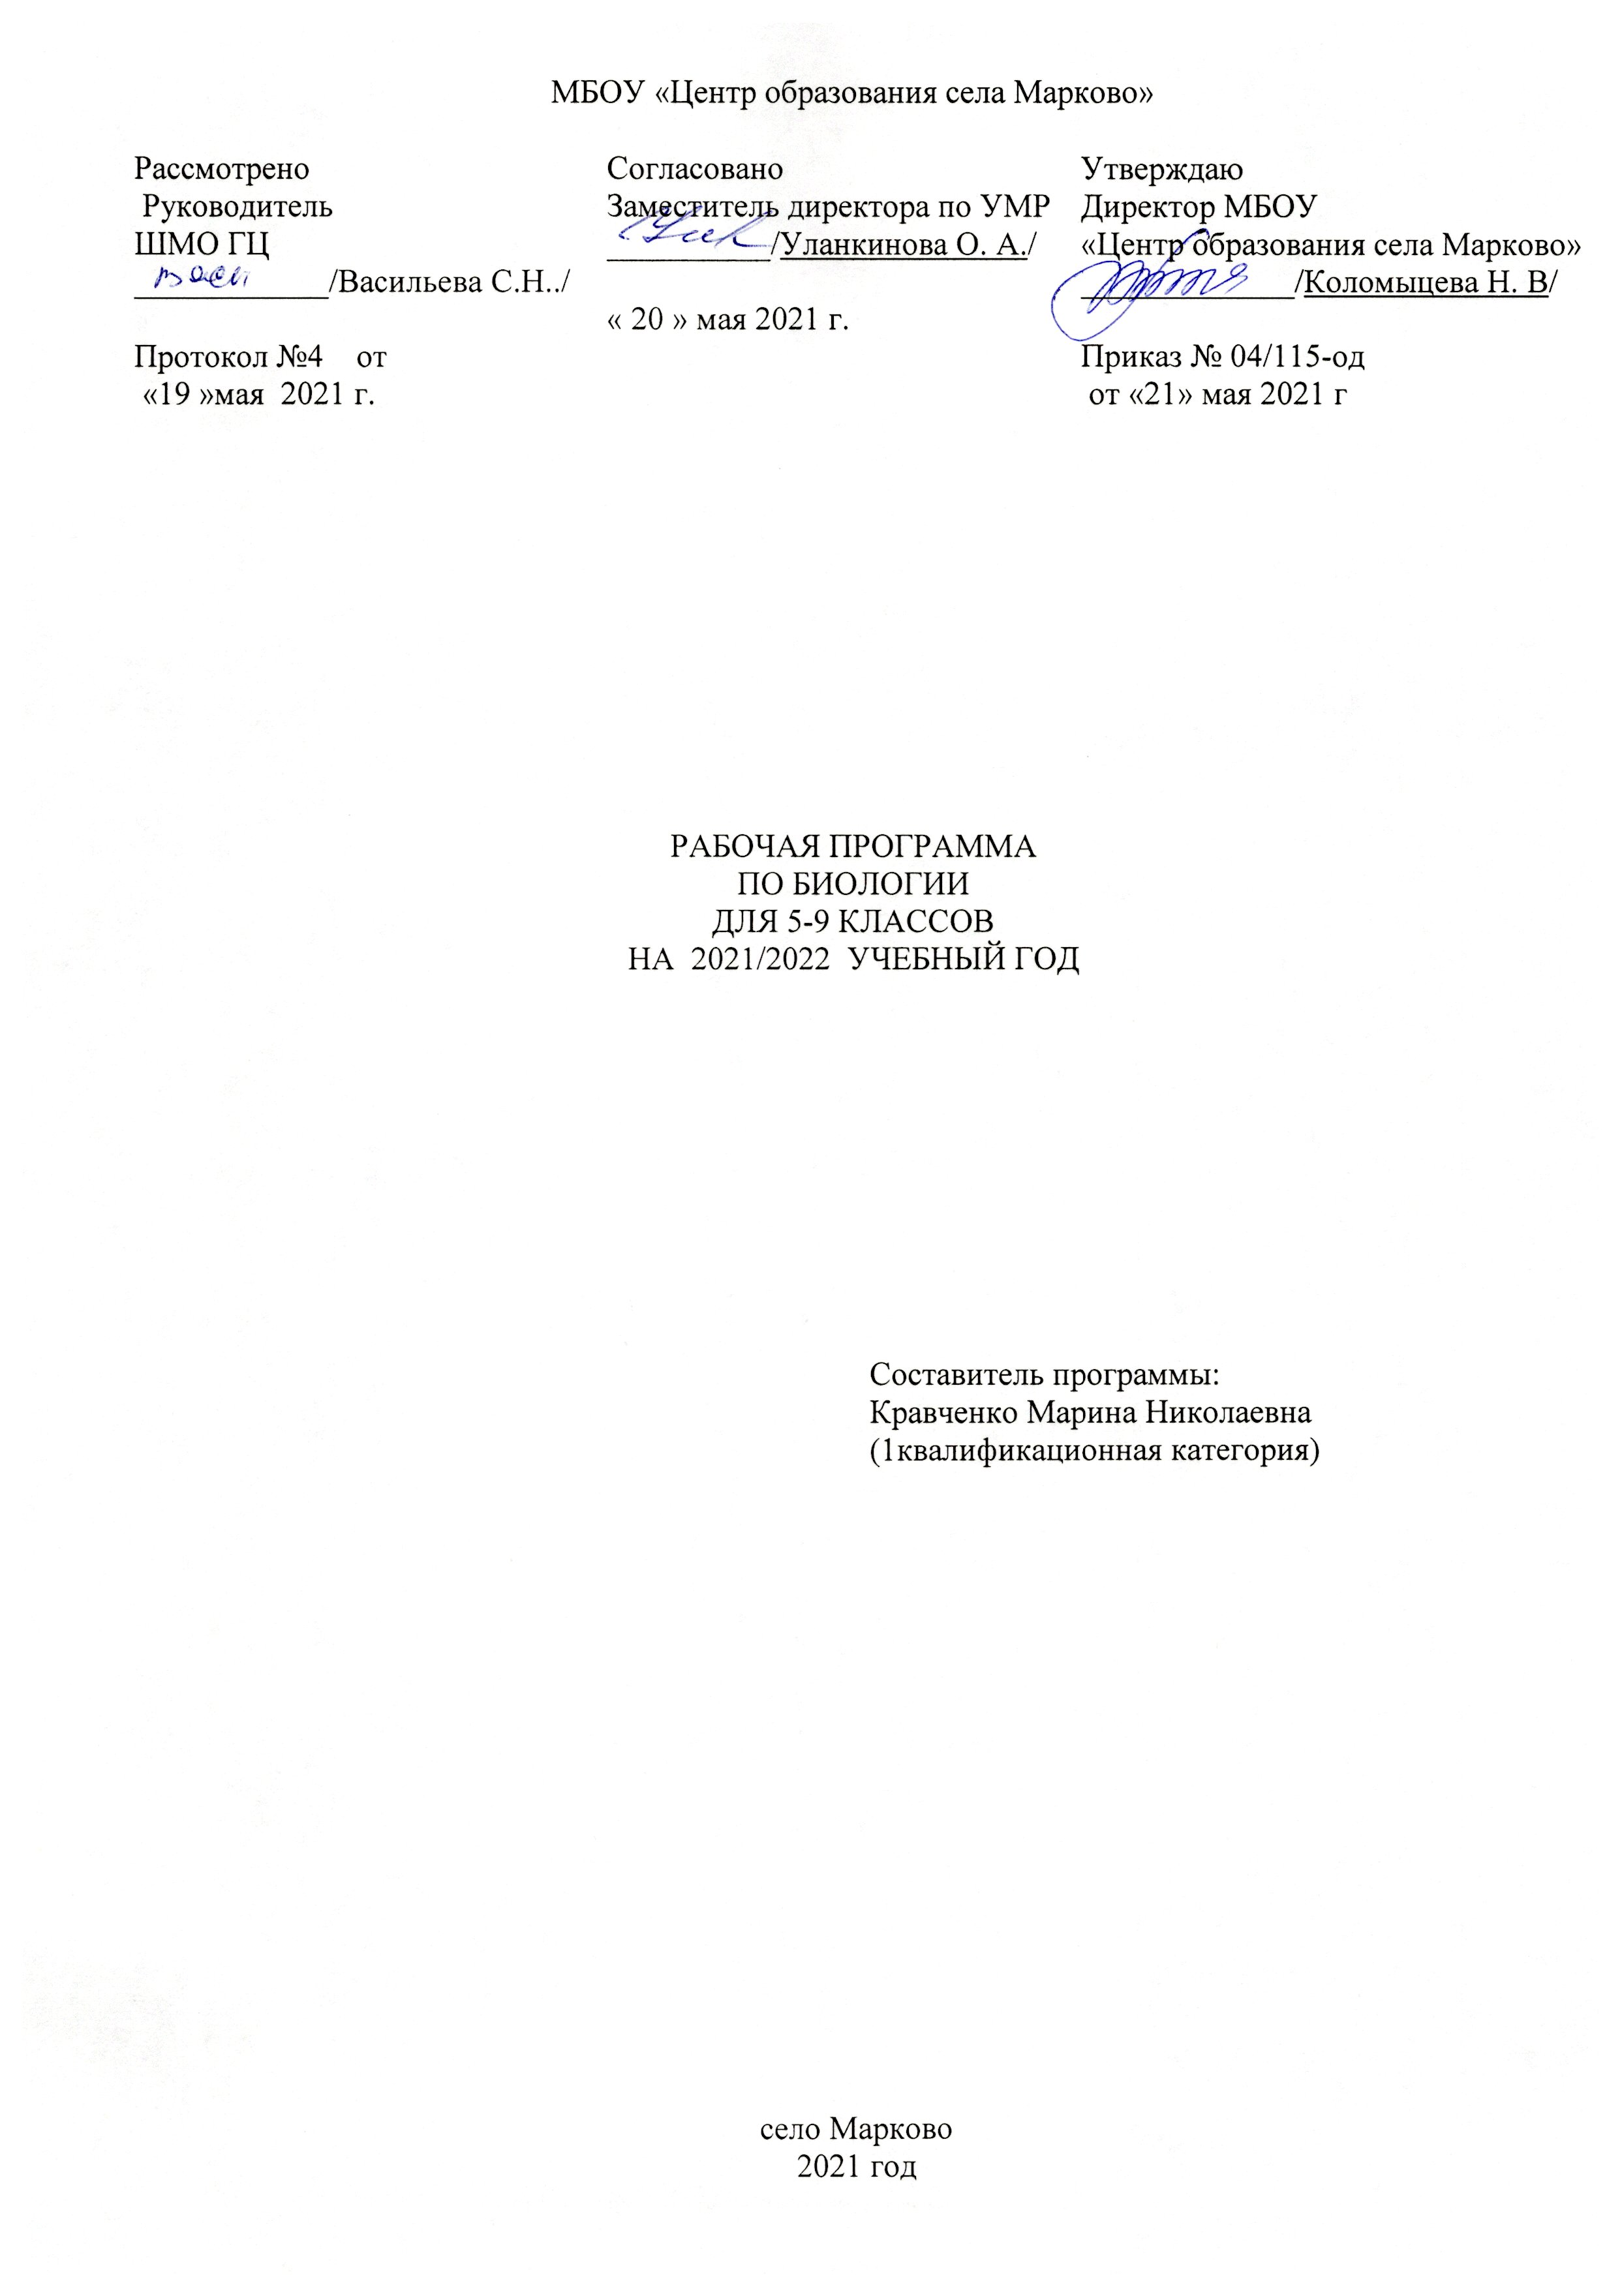 МБОУ «Центр образования села Марково»
Рассмотрено
Руководитель
ШМО ГЦ
____________/Васильева С.Н../
Протокол №4 от
«19 »мая 2021 г.
Согласовано
Заместитель директора по УМР
__________/Уланкинова О. А./
« 20 » мая 2021 г.
Утверждаю
Директор МБОУ
«Центр образования села Марково»
_____________/Коломыцева Н. В/
Приказ № 04/115-од
от «21» мая 2021 г
РАБОЧАЯ ПРОГРАММА
ПО БИОЛОГИИ
ДЛЯ 5-9 КЛАССОВ
НА 2021/2022 УЧЕБНЫЙ ГОД
Составитель программы:
Кравченко Марина Николаевна
(1квалификационная категория)
село Марково
2021 год